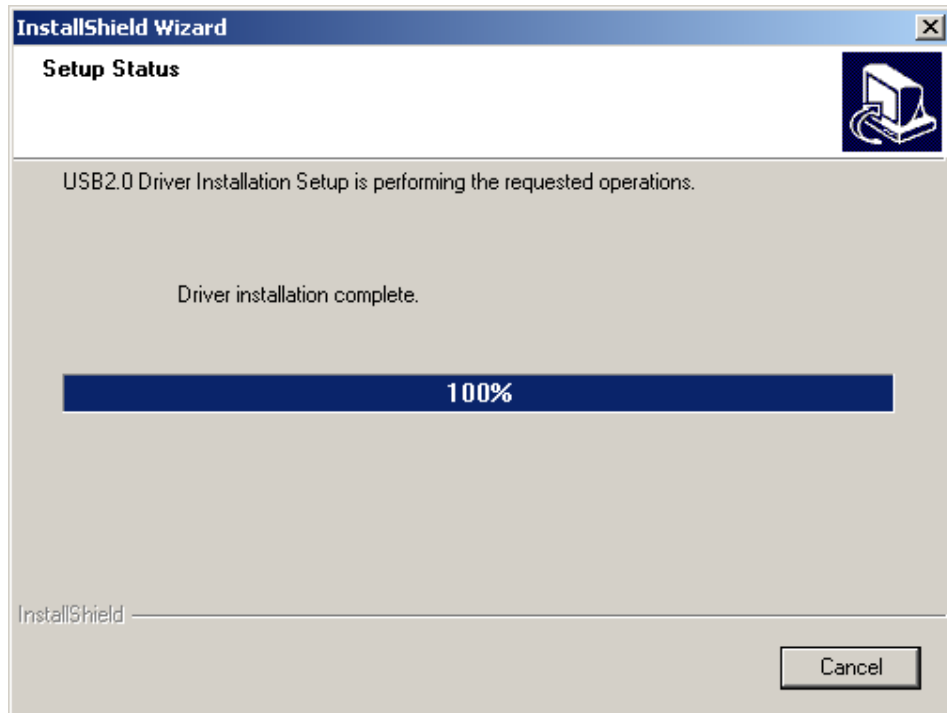 InstallShield Wizard
Setup Status
USB2.0 Driver Installation Setup is performing the requested operations.
Driver installation complete.
100%
InstallShield
Cancel